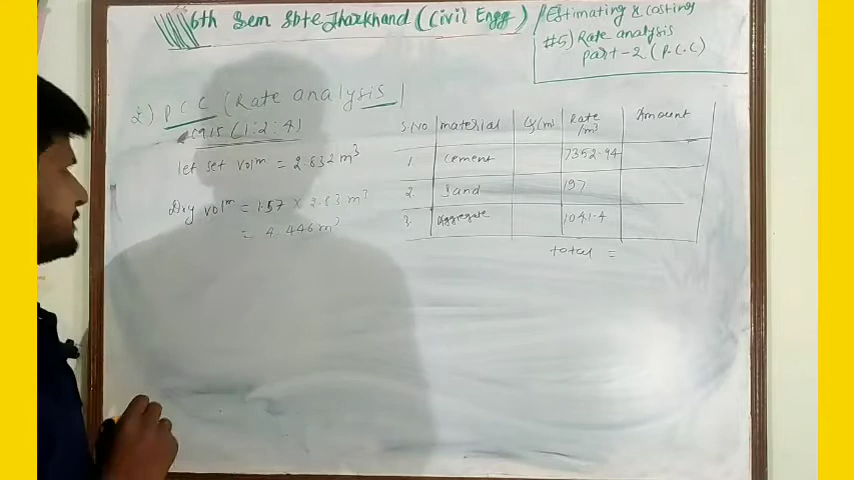 6th Sem Sbte Jharkhand (Civil Engg)
Estimating & costing
#5) Rate analysis
Part-2 (P.C.C)
2) P C C (Rate analysis)
M15 (1:2:4)
let set volm = 2.832 m³
Dry volm = 1.57 × 2.83 m³
= 4.446 m³
S.NO material Q/m³ Rate /m³ Amount
1. Cement 7352.94
2. Sand 197
3. Aggregate 1041.4
total =